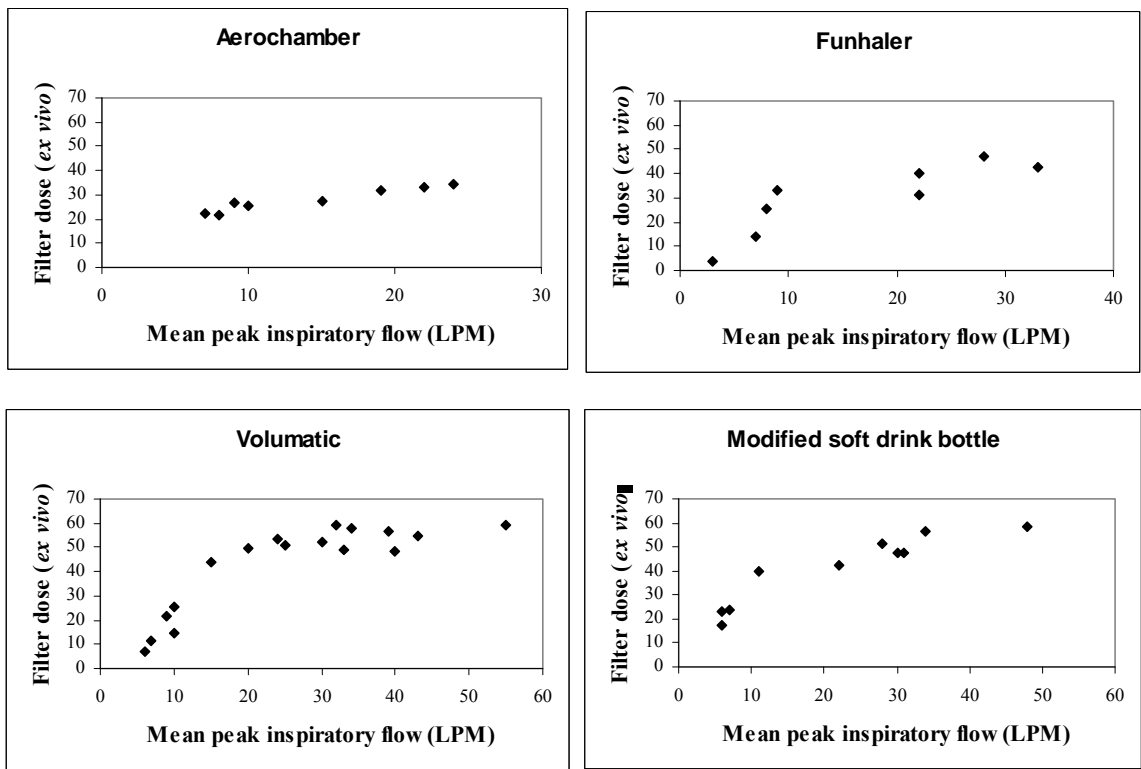 Aerochamber
Filter dose (ex vivo)
70
60
50
40
30
20
10
0
0 10 20 30
Mean peak inspiratory flow (LPM)
Funhaler
Filter dose (ex vivo)
70
60
50
40
30
20
10
0
0 10 20 30 40
Mean peak inspiratory flow (LPM)
Volumatic
Filter dose (ex vivo)
70
60
50
40
30
20
10
0
0 10 20 30 40 50 60
Mean peak inspiratory flow (LPM)
Modified soft drink bottle
Filter dose (ex vivo
70
60
50
40
30
20
10
0
0 10 20 30 40 50 60
Mean peak inspiratory flow (LPM)